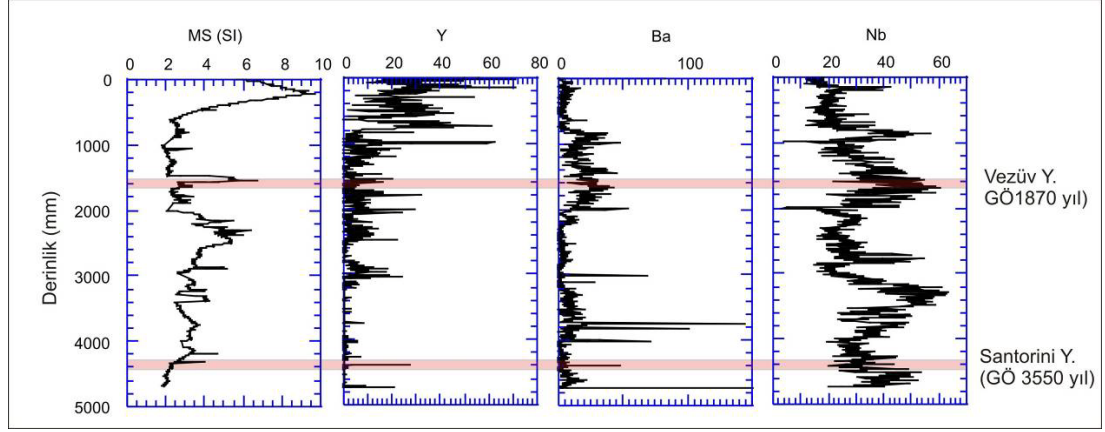 MS (SI) Y Ba Nb
0 2 4 6 8 10 0 20 40 60 80 0 100 0 20 40 60
0
1000
2000
3000
4000
5000
Derinlik (mm)
Vezüv Y.
GÖ1870 yıl)
Santorini Y.
(GÖ 3550 yıl)